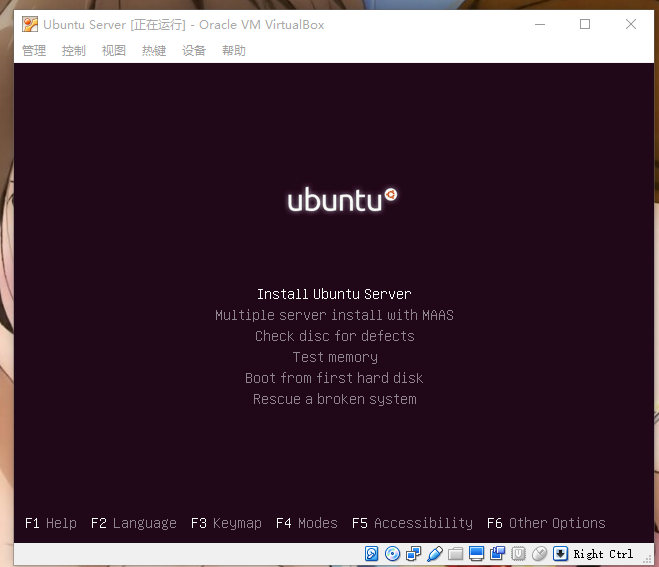 Ubuntu Server [正在运行] - Oracle VM VirtualBox
管理 控制 视图 热键 设备 帮助
ubuntu
Install Ubuntu Server
Multiple server install with MAAS
Check disc for defects
Test memory
Boot from first hard disk
Rescue a broken system
F1 Help F2 Language F3 Keymap F4 Modes F5 Accessibility F6 Other Options
Right Ctrl